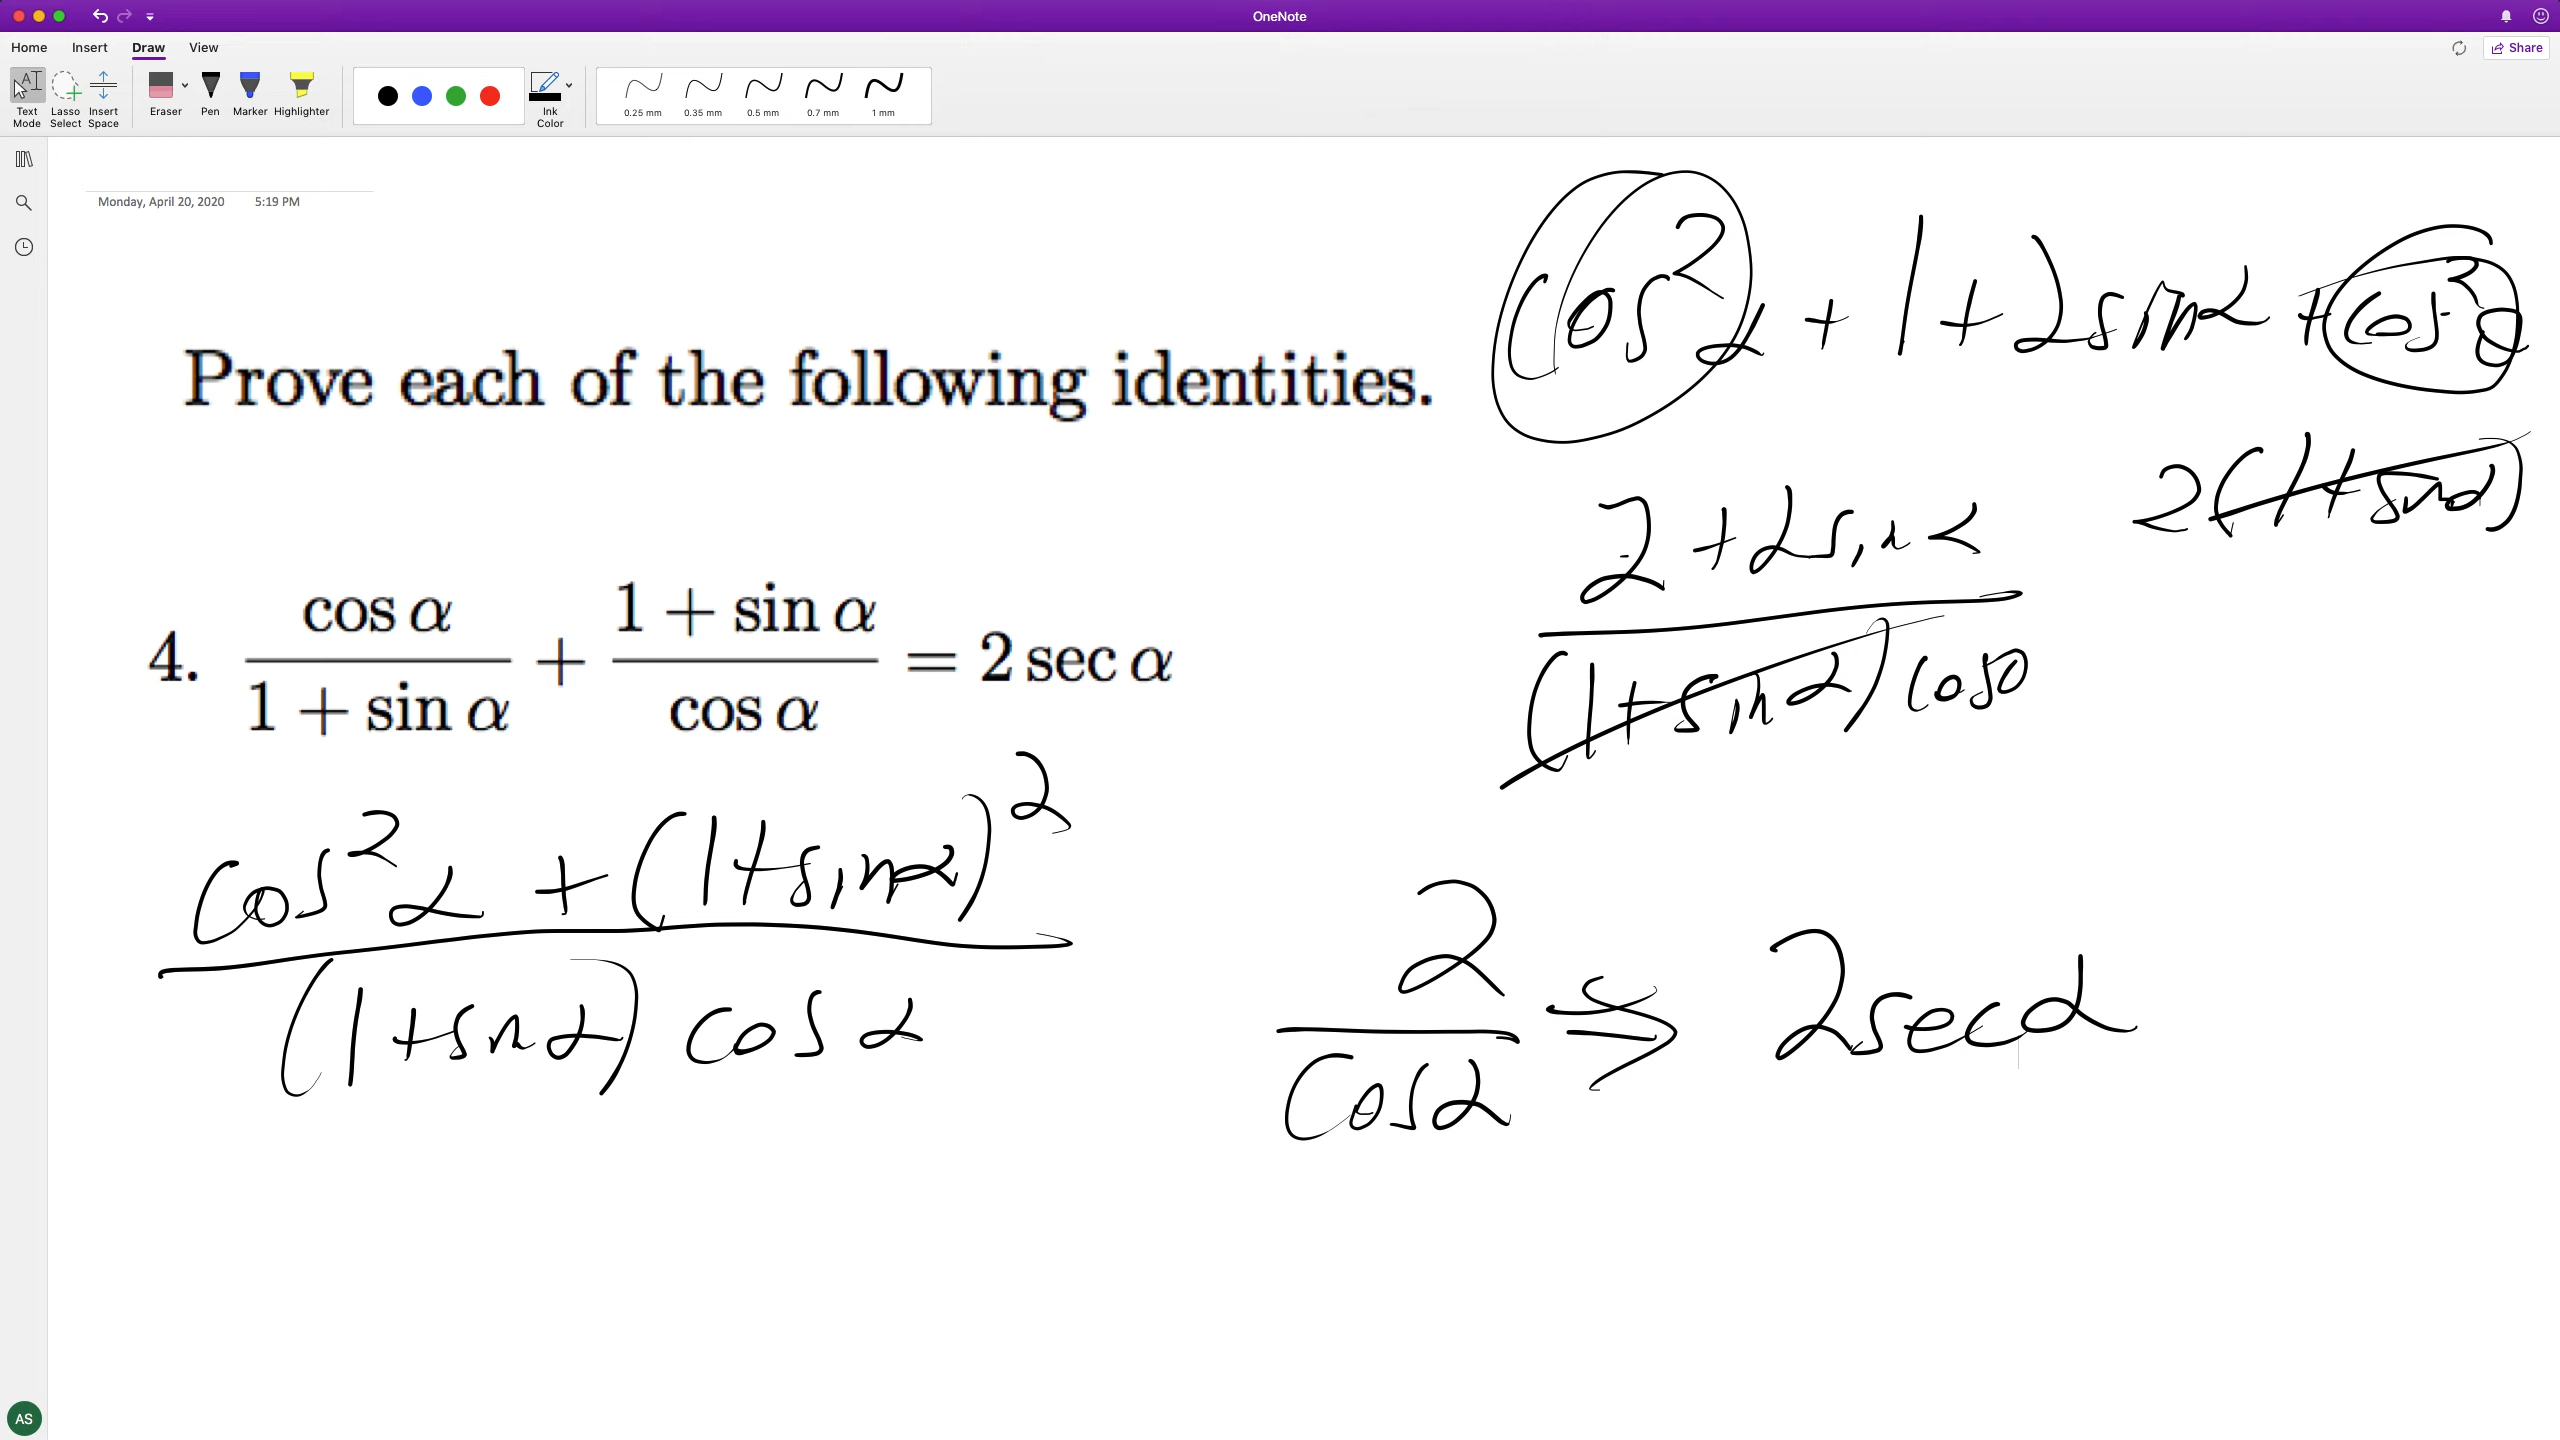 OneNote
Home Insert Draw View
Share
Text Mode
Lasso Select
Insert Space
Eraser
Pen
Marker
Highlighter
Ink Color
0.25 mm 0.35 mm 0.5 mm 0.7 mm 1 mm
Monday, April 20, 2020 5:19 PM
Prove each of the following identities.
4. cos α / (1 + sin α) + (1 + sin α) / cos α = 2 sec α
cos²α + (1+sinα)²
(1+sinα) cosα
cos²α + 1 + 2sinα + cos²α
2 + 2sinα
2(1+sinα)
(1+sinα) cos
2
cosα
⇒ 2secα
AS